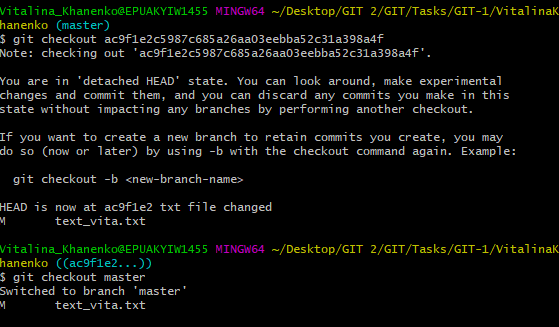 Vitalina_Khanenko@EPUAKYIW1455 MINGW64 ~/Desktop/GIT 2/GIT/Tasks/GIT-1/VitalinaK
hanenko (master)
$ git checkout ac9f1e2c5987c685a26aa03eebba52c31a398a4f
Note: checking out 'ac9f1e2c5987c685a26aa03eebba52c31a398a4f'.

You are in 'detached HEAD' state. You can look around, make experimental
changes and commit them, and you can discard any commits you make in this
state without impacting any branches by performing another checkout.

If you want to create a new branch to retain commits you create, you may
do so (now or later) by using -b with the checkout command again. Example:

  git checkout -b <new-branch-name>

HEAD is now at ac9f1e2 txt file changed
M       text_vita.txt

Vitalina_Khanenko@EPUAKYIW1455 MINGW64 ~/Desktop/GIT 2/GIT/Tasks/GIT-1/VitalinaK
hanenko ((ac9f1e2...))
$ git checkout master
Switched to branch 'master'
M       text_vita.txt